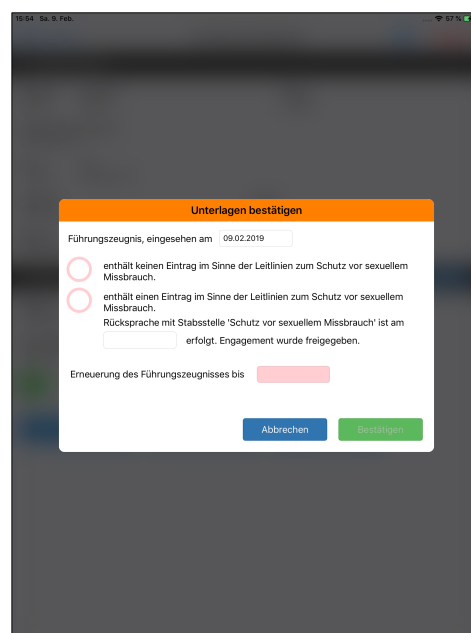 15:54 Sa. 9. Feb.
57 %
Unterlagen bestätigen
Führungszeugnis, eingesehen am 09.02.2019
enthält keinen Eintrag im Sinne der Leitlinien zum Schutz vor sexuellem
Missbrauch.
enthält einen Eintrag im Sinne der Leitlinien zum Schutz vor sexuellem
Missbrauch.
Rücksprache mit Stabsstelle 'Schutz vor sexuellem Missbrauch' ist am
erfolgt. Engagement wurde freigegeben.
Erneuerung des Führungszeugnisses bis
Abbrechen Bestätigen